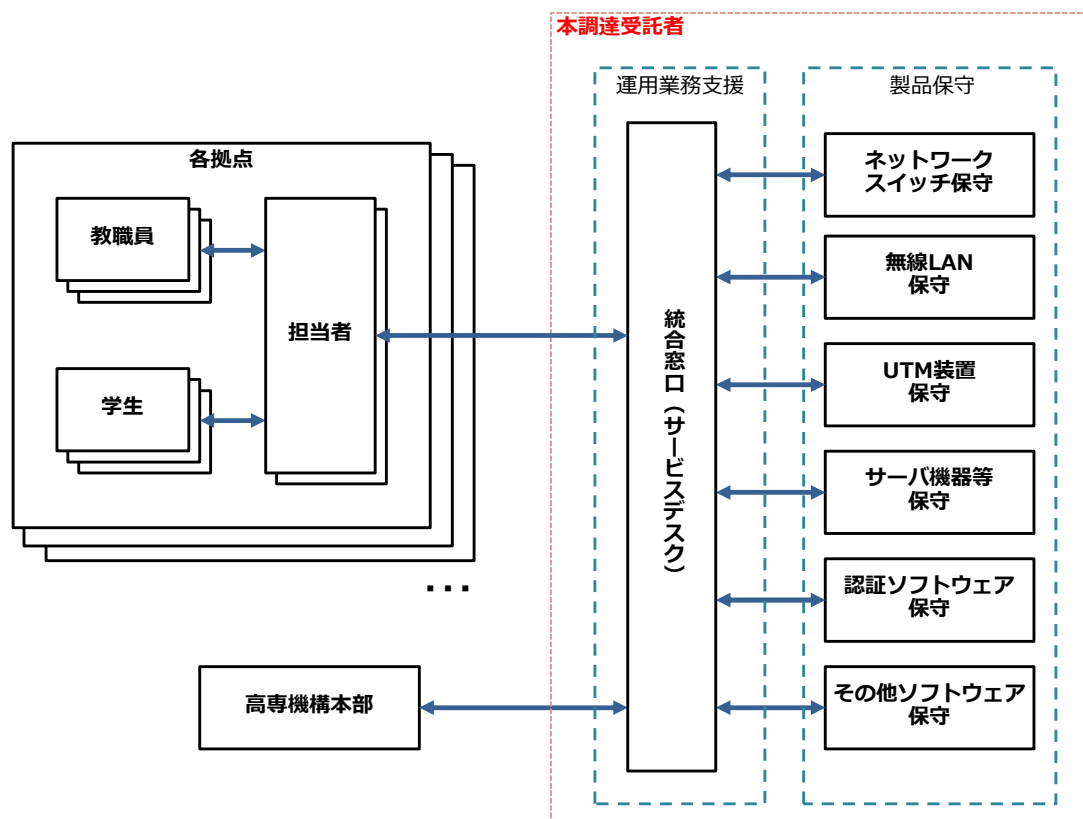 本調達受託者
運用業務支援
製品保守
各拠点
教職員
学生
担当者
・・・
高専機構本部
統合窓口（サービスデスク）
ネットワーク
スイッチ保守
無線LAN
保守
UTM装置
保守
サーバ機器等
保守
認証ソフトウェア
保守
その他ソフトウェア
保守